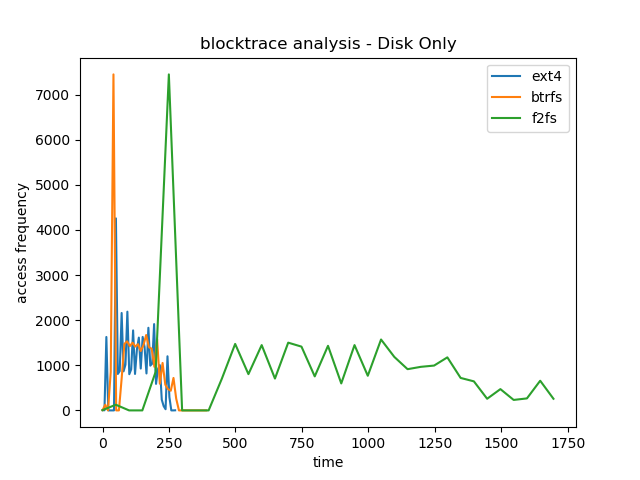 blocktrace analysis - Disk Only
ext4
btrfs
f2fs
7000
6000
5000
4000
3000
2000
1000
0
access frequency
0 250 500 750 1000 1250 1500 1750
time